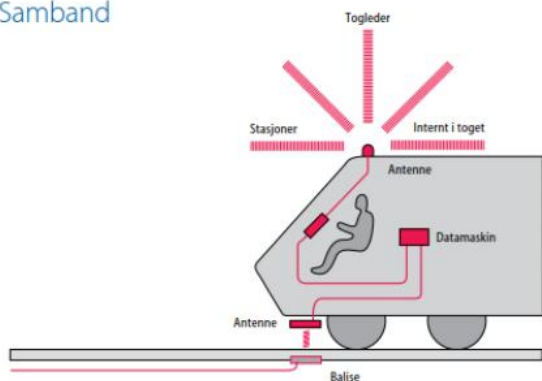 Samband
Togleder
Stasjoner
Internt i toget
Antenne
Datamaskin
Antenne
Balise